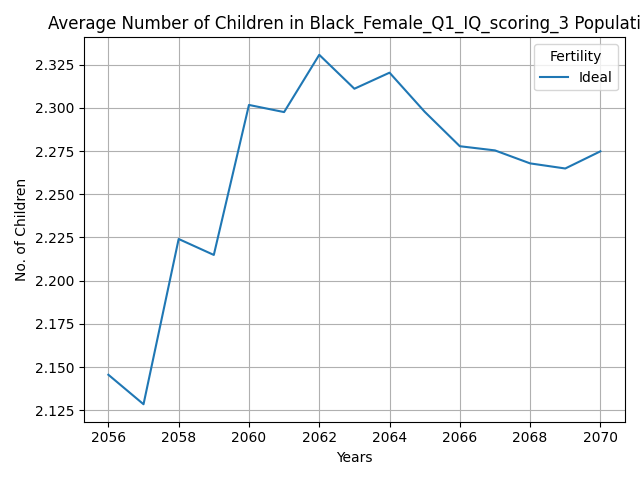 Average Number of Children in Black_Female_Q1_IQ_scoring_3 Populati
Fertility
Ideal
2.325
2.300
2.275
2.250
2.225
2.200
2.175
2.150
2.125
No. of Children
2056 2058 2060 2062 2064 2066 2068 2070
Years